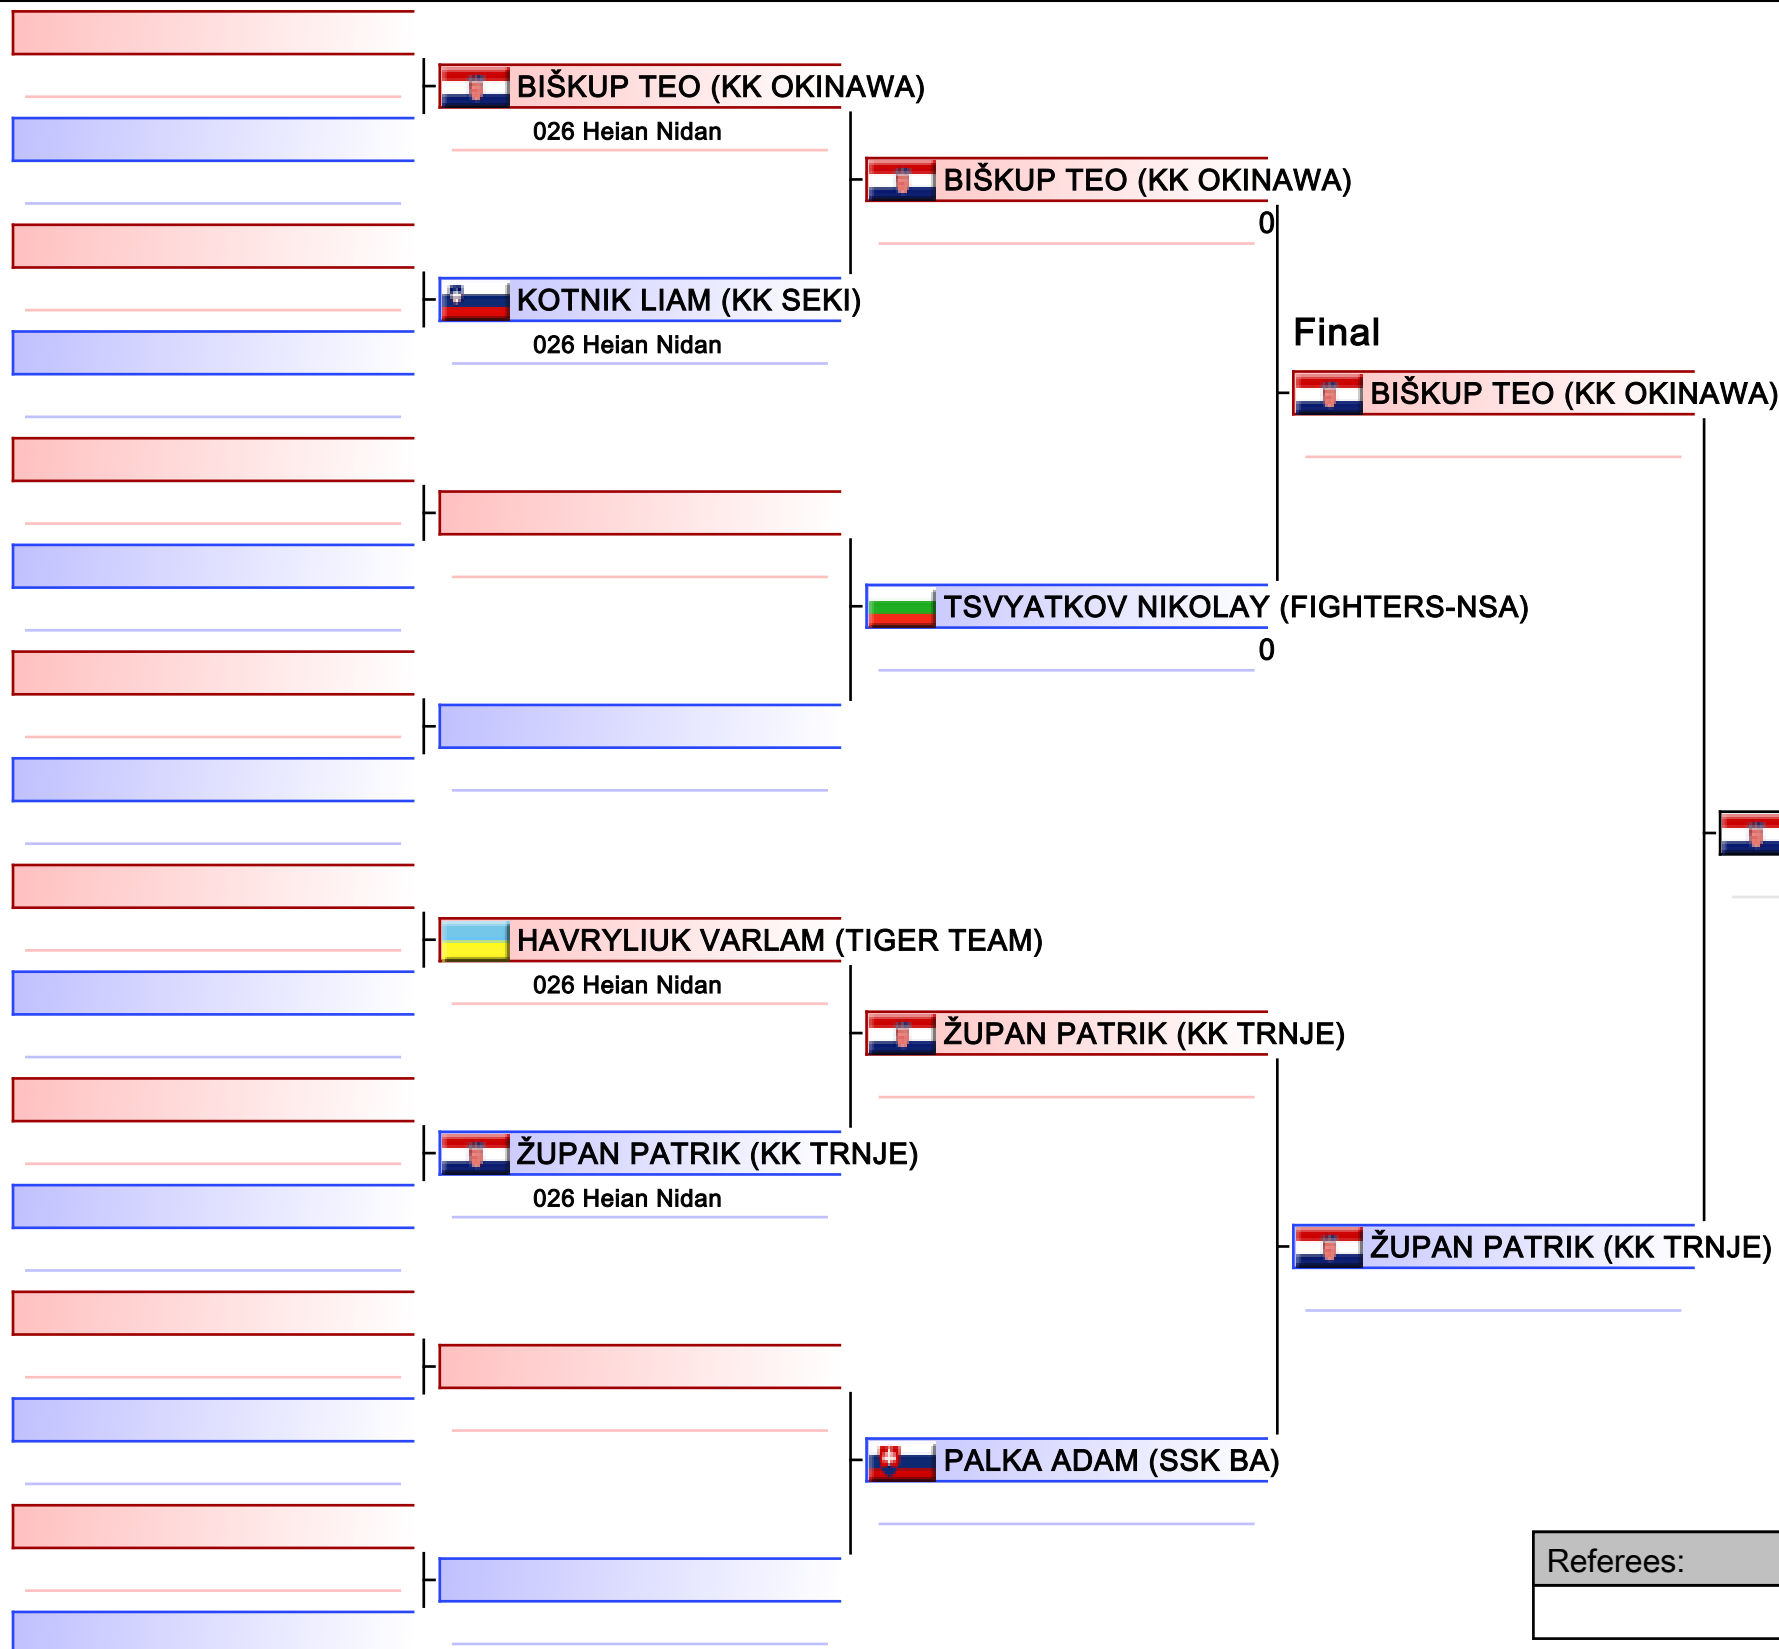 BIŠKUP TEO (KK OKINAWA)
026 Heian Nidan
BIŠKUP TEO (KK OKINAWA)
0
KOTNIK LIAM (KK SEKI)
026 Heian Nidan
Final
BIŠKUP TEO (KK OKINAWA)
TSVYATKOV NIKOLAY (FIGHTERS-NSA)
0
HAVRYLIUK VARLAM (TIGER TEAM)
026 Heian Nidan
ŽUPAN PATRIK (KK TRNJE)
ŽUPAN PATRIK (KK TRNJE)
026 Heian Nidan
ŽUPAN PATRIK (KK TRNJE)
PALKA ADAM (SSK BA)
Referees: